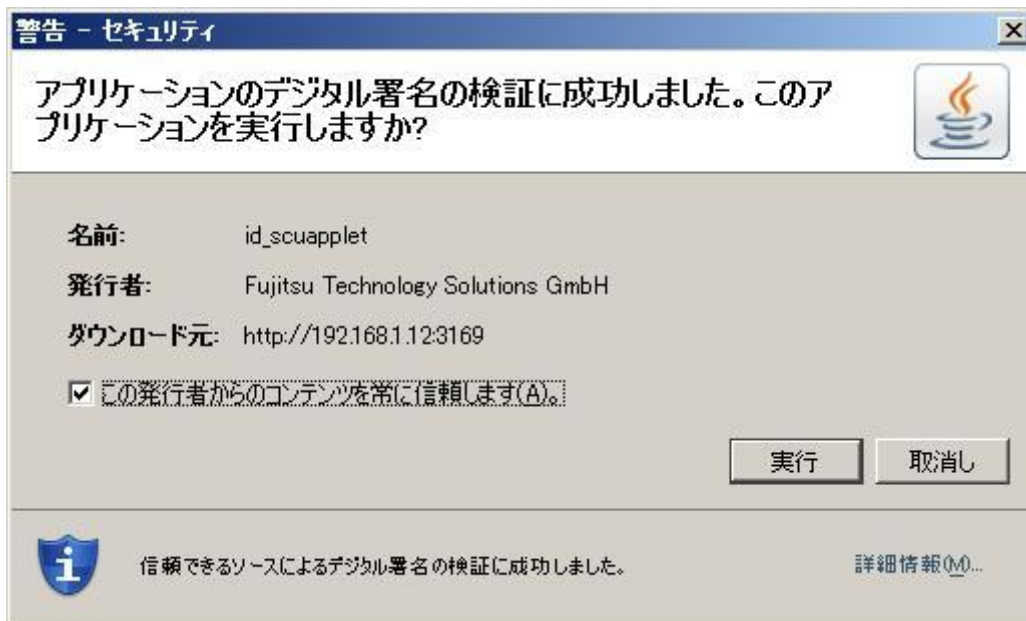 警告 - セキュリティ
アプリケーションのデジタル署名の検証に成功しました。このア
プリケーションを実行しますか?
名前: id_scuapplet
発行者: Fujitsu Technology Solutions GmbH
ダウンロード元: http://192.168.1.12:3169
この発行者からのコンテンツを常に信頼します(A)。
実行 取消し
信頼できるソースによるデジタル署名の検証に成功しました。 詳細情報(M)...